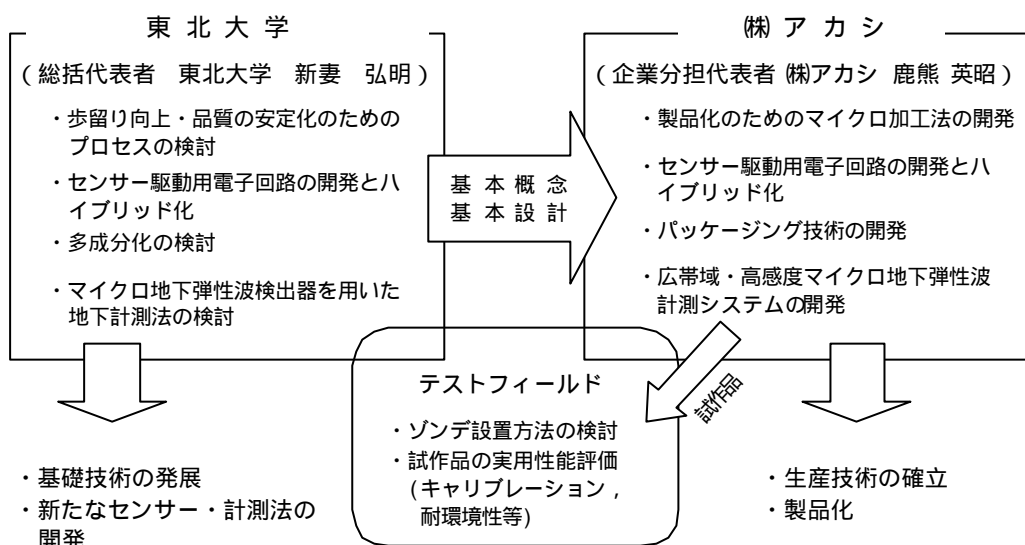 東北大学
(総括代表者 東北大学 新妻 弘明)
・歩留り向上・品質の安定化のための
プロセスの検討
・センサー駆動用電子回路の開発とハ
イブリッド化
・多成分化の検討
・マイクロ地下弾性波検出器を用いた
地下計測法の検討
基本概念
基本設計
㈱アカシ
(企業分担代表者 ㈱アカシ 鹿熊 英昭)
・製品化のためのマイクロ加工法の開発
・センサー駆動用電子回路の開発とハ
イブリッド化
・パッケージング技術の開発
・広帯域・高感度マイクロ地下弾性波
計測システムの開発
試作品
テストフィールド
・ゾンデ設置方法の検討
・試作品の実用性能評価
(キャリブレーション,
耐環境性等)
・基礎技術の発展
・新たなセンサー・計測法の
開発
・生産技術の確立
・製品化